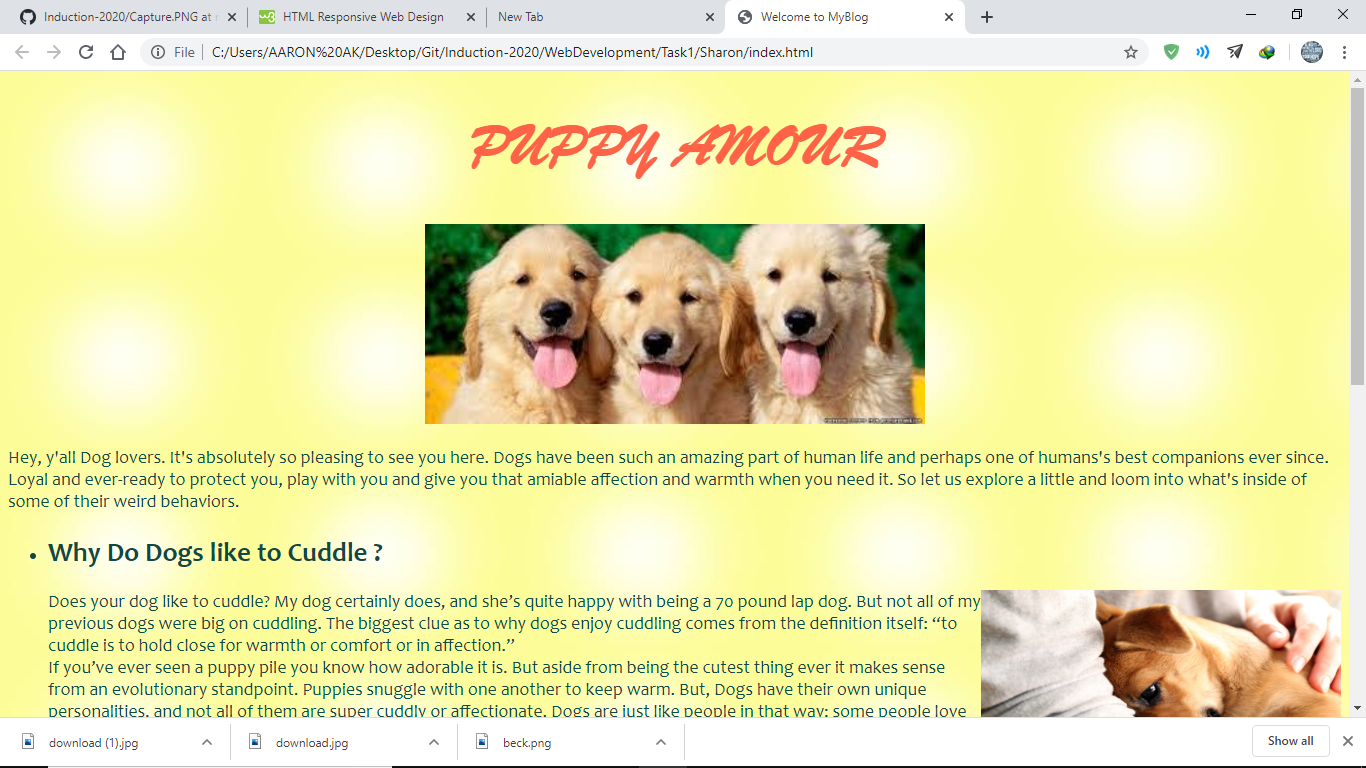 Induction-2020/Capture.PNG at
HTML Responsive Web Design
New Tab
Welcome to MyBlog
File
C:/Users/AARON%20AK/Desktop/Git/Induction-2020/WebDevelopment/Task1/Sharon/index.html
PUPPY AMOUR
Hey, y'all Dog lovers. It's absolutely so pleasing to see you here. Dogs have been such an amazing part of human life and perhaps one of humans's best companions ever since.
Loyal and ever-ready to protect you, play with you and give you that amiable affection and warmth when you need it. So let us explore a little and loom into what's inside of
some of their weird behaviors.
• Why Do Dogs like to Cuddle ?
Does your dog like to cuddle? My dog certainly does, and she’s quite happy with being a 70 pound lap dog. But not all of my
previous dogs were big on cuddling. The biggest clue as to why dogs enjoy cuddling comes from the definition itself: “to
cuddle is to hold close for warmth or comfort or in affection.”
If you’ve ever seen a puppy pile you know how adorable it is. But aside from being the cutest thing ever it makes sense
from an evolutionary standpoint. Puppies snuggle with one another to keep warm. But, Dogs have their own unique
personalities, and not all of them are super cuddly or affectionate. Dogs are just like people in that way; some people love
download (1).jpg
download.jpg
beck.png
Show all